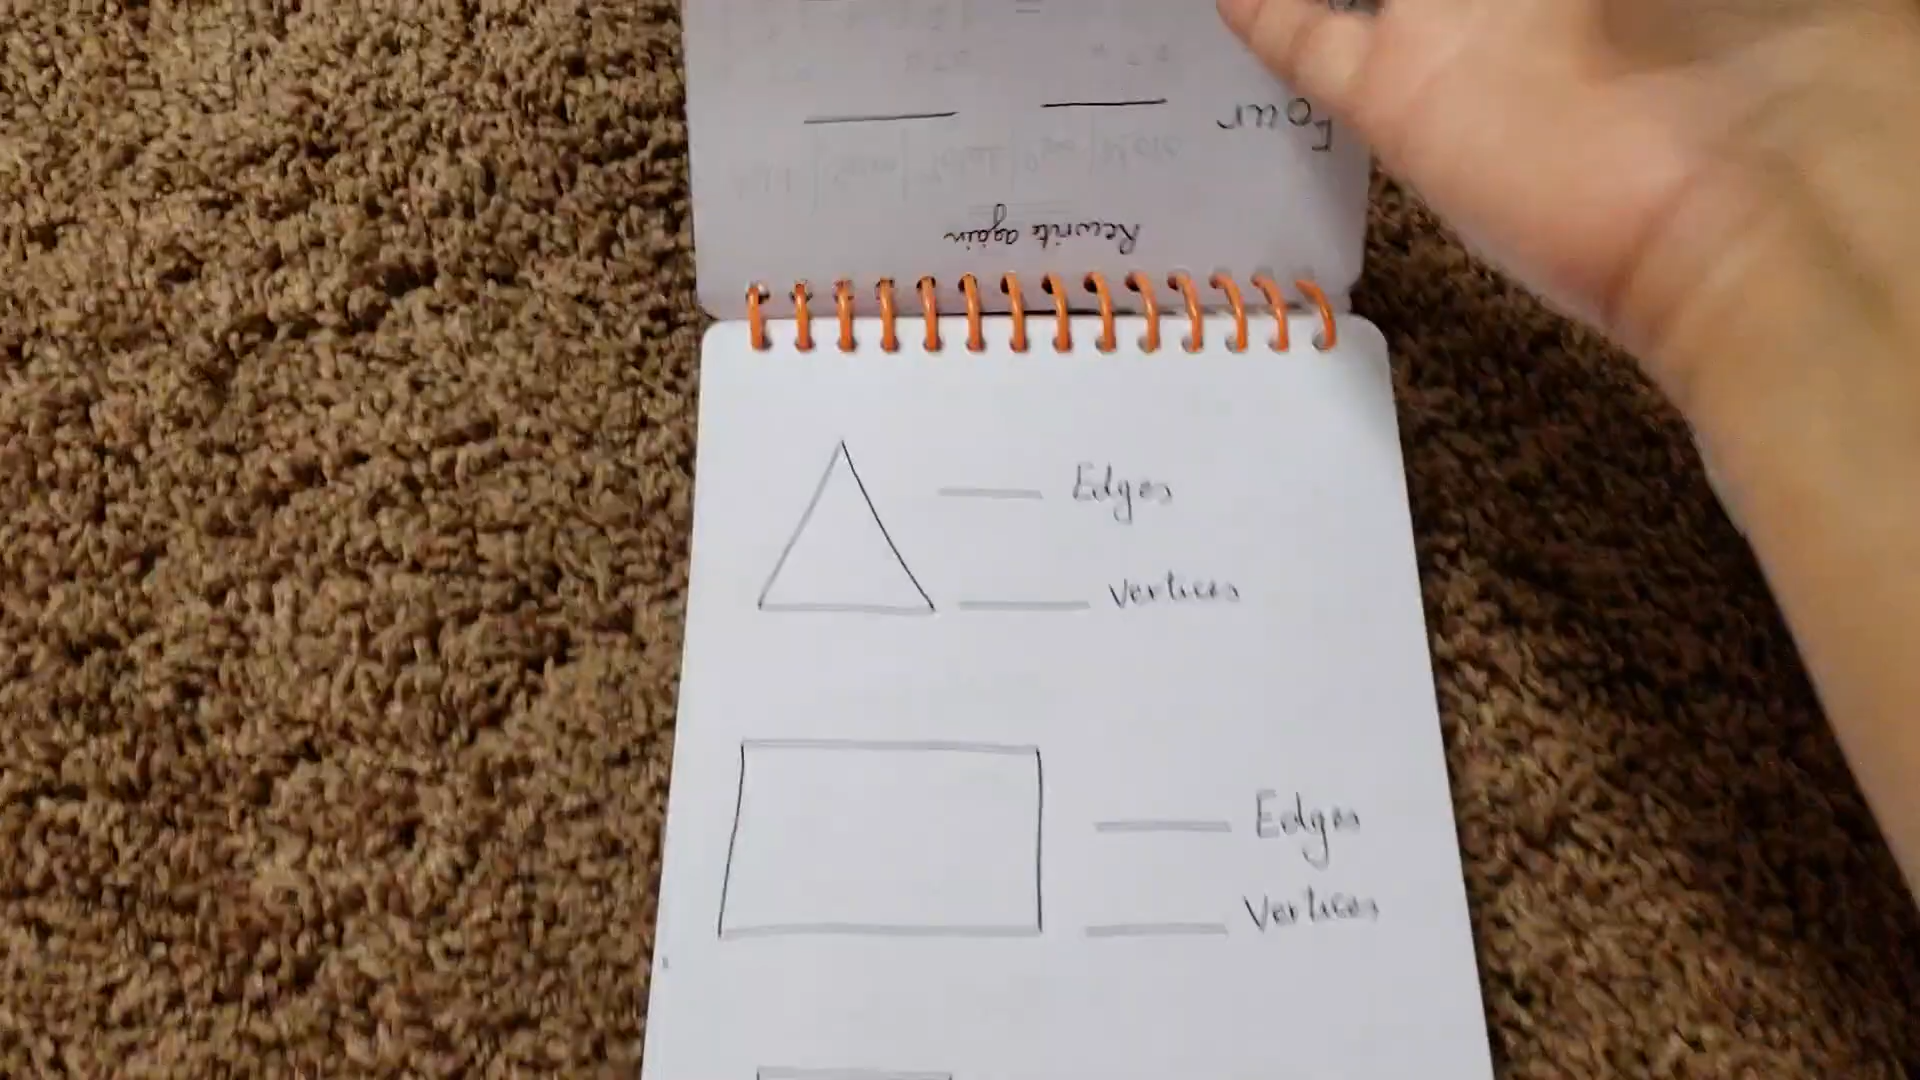 Four
Rewrite again
Edges
Vertices
Edges
Vertices